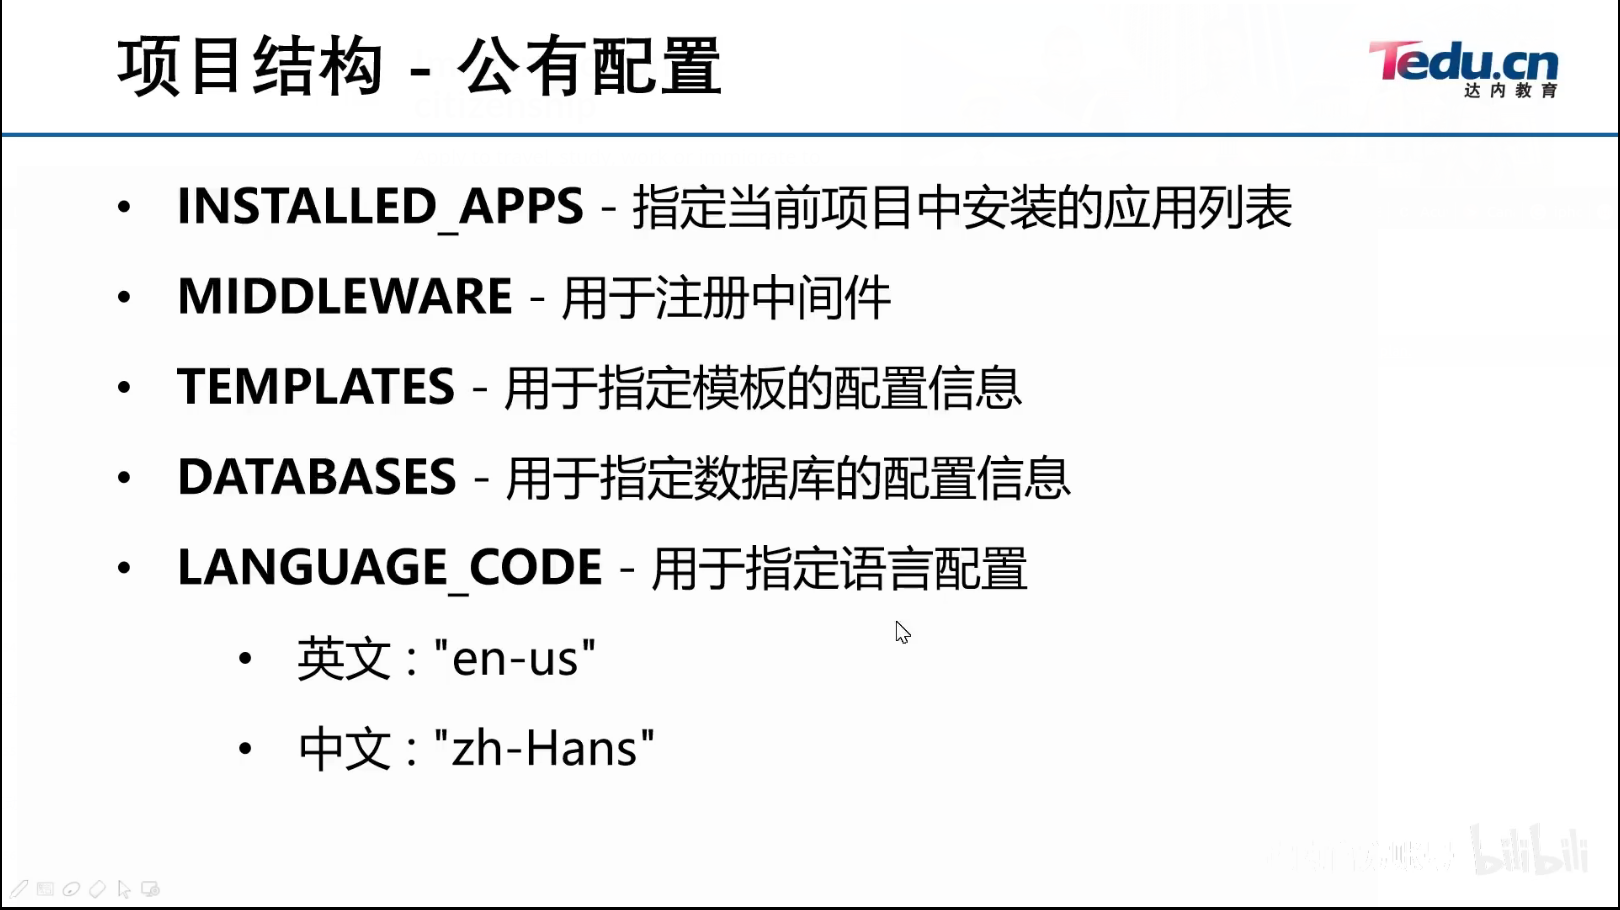 项目结构 - 公有配置
Tedu.cn
达内教育
• INSTALLED_APPS - 指定当前项目中安装的应用列表
• MIDDLEWARE - 用于注册中间件
• TEMPLATES - 用于指定模板的配置信息
• DATABASES - 用于指定数据库的配置信息
• LANGUAGE_CODE - 用于指定语言配置
• 英文 : "en-us"
• 中文 : "zh-Hans"
bilibili